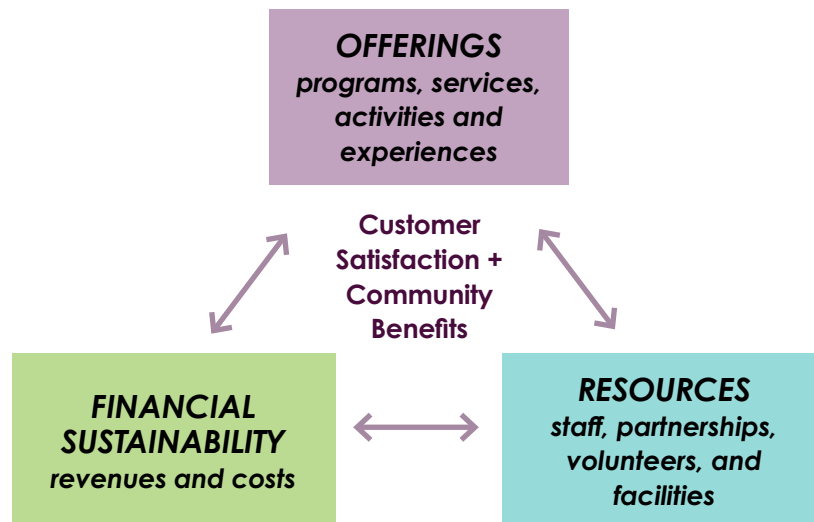 OFFERINGS
programs, services,
activities and
experiences
Customer
Satisfaction +
Community
Benefits
FINANCIAL
SUSTAINABILITY
revenues and costs
RESOURCES
staff, partnerships,
volunteers, and
facilities